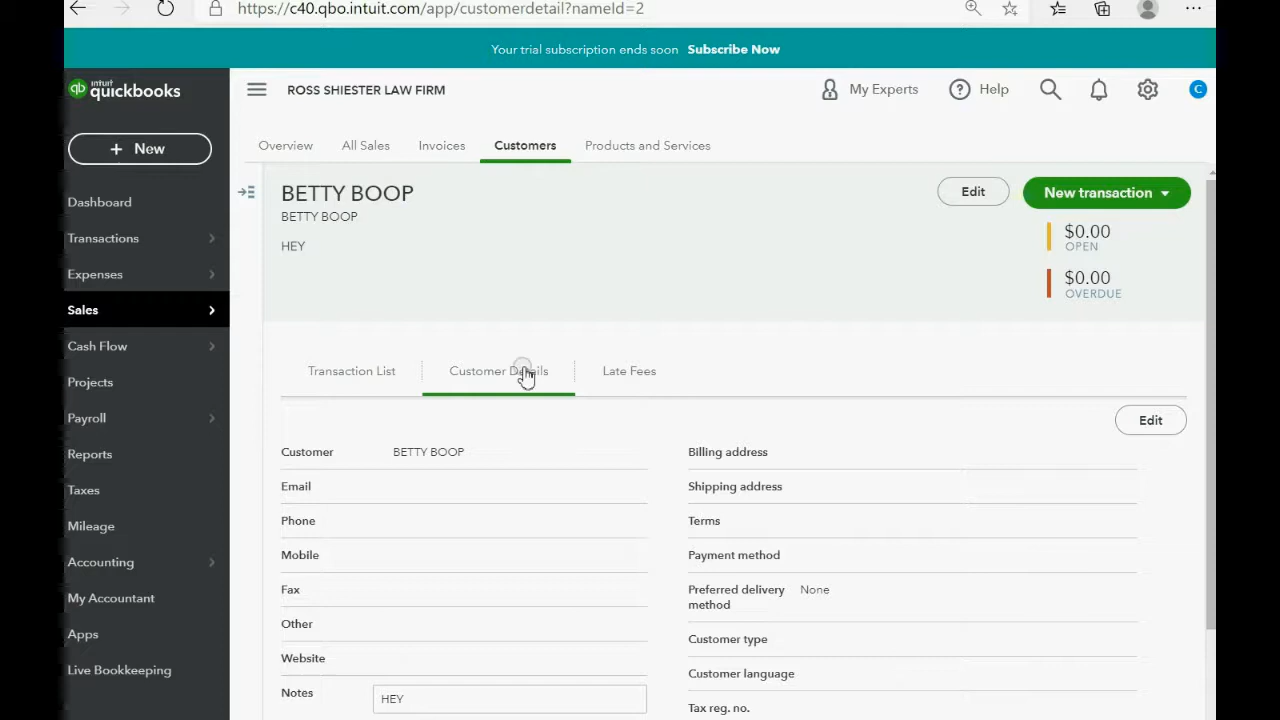 https://c40.qbo.intuit.com/app/customerdetail?nameId=2
Your trial subscription ends soon Subscribe Now
qb intuit quickbooks
ROSS SHIESTER LAW FIRM
My Experts
Help
C
+ New
Overview
All Sales
Invoices
Customers
Products and Services
Dashboard
Transactions
Expenses
Sales
Cash Flow
Projects
Payroll
Reports
Taxes
Mileage
Accounting
My Accountant
Apps
Live Bookkeeping
BETTY BOOP
BETTY BOOP
HEY
Edit
New transaction
$0.00
OPEN
$0.00
OVERDUE
Transaction List
Customer Details
Late Fees
Edit
Customer BETTY BOOP
Email
Phone
Mobile
Fax
Other
Website
Notes HEY
Billing address
Shipping address
Terms
Payment method
Preferred delivery None
method
Customer type
Customer language
Tax reg. no.